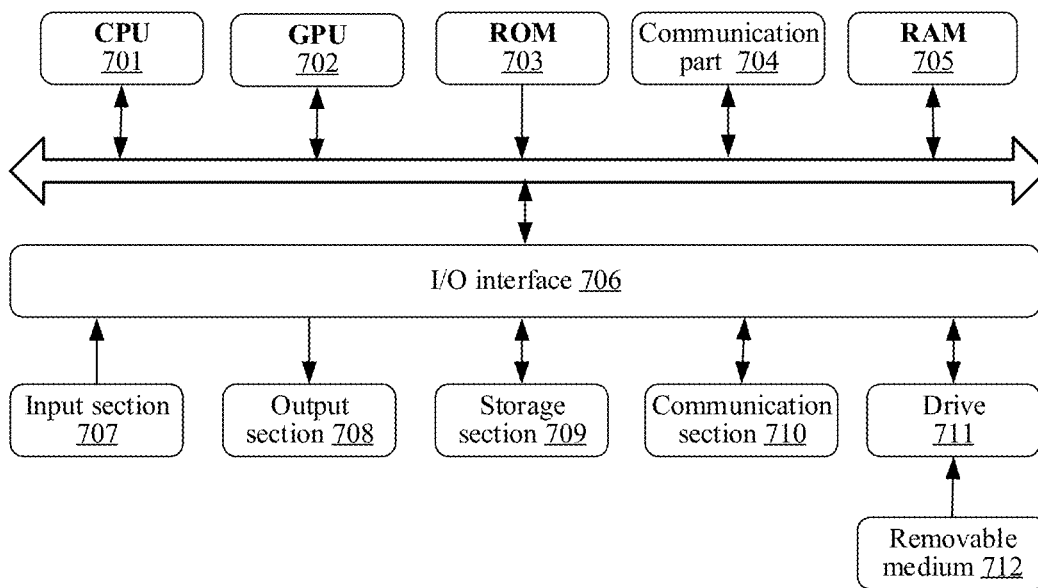 CPU
701
GPU
702
ROM
703
Communication
part 704
RAM
705
I/O interface 706
Input section
707
Output
section 708
Storage
section 709
Communication
section 710
Drive
711
Removable
medium 712